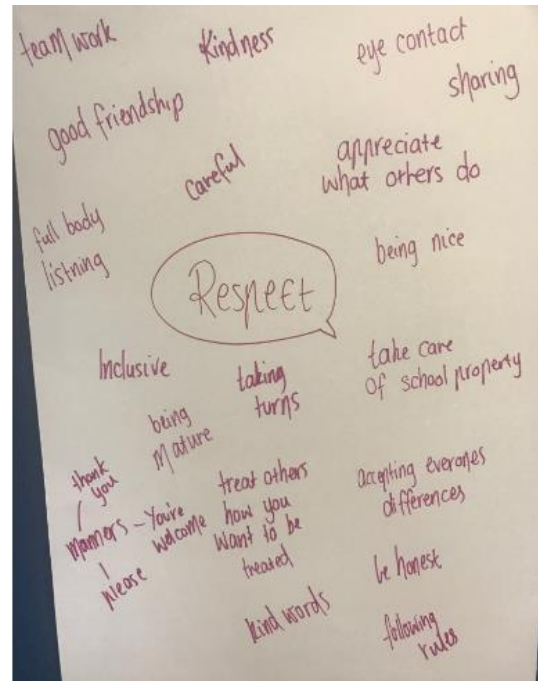 teamwork
Kindness
eye contact
sharing
good friendship
careful
appreciate
what others do
full body
listning
being nice
Respect
Inclusive
taking
turns
take care
of school property
being
mature
thank
you
manners - You're
welcome
please
treat others
how you
want to be
treated
accepting everones
differences
be honest
kind words
following
rules